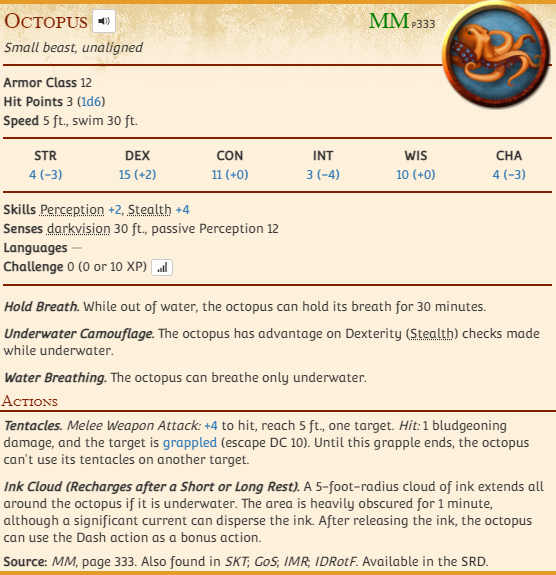 Octopus
MM P333
Small beast, unaligned
Armor Class 12
Hit Points 3 (1d6)
Speed 5 ft., swim 30 ft.
STR DEX CON INT WIS CHA
4 (−3) 15 (+2) 11 (+0) 3 (−4) 10 (+0) 4 (−3)
Skills Perception +2, Stealth +4
Senses darkvision 30 ft., passive Perception 12
Languages —
Challenge 0 (0 or 10 XP)
Hold Breath. While out of water, the octopus can hold its breath for 30 minutes.
Underwater Camouflage. The octopus has advantage on Dexterity (Stealth) checks made
while underwater.
Water Breathing. The octopus can breathe only underwater.
Actions
Tentacles. Melee Weapon Attack: +4 to hit, reach 5 ft., one target. Hit: 1 bludgeoning
damage, and the target is grappled (escape DC 10). Until this grapple ends, the octopus
can't use its tentacles on another target.
Ink Cloud (Recharges after a Short or Long Rest). A 5-foot-radius cloud of ink extends all
around the octopus if it is underwater. The area is heavily obscured for 1 minute,
although a significant current can disperse the ink. After releasing the ink, the octopus
can use the Dash action as a bonus action.
Source: MM, page 333. Also found in SKT; GoS; IMR; IDRotF. Available in the SRD.